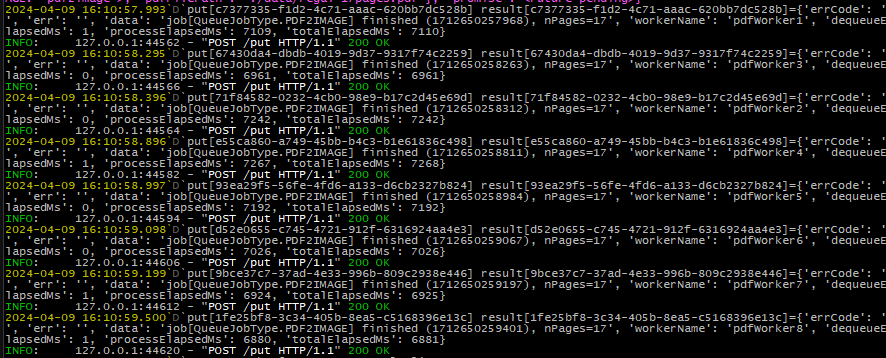 2024-04-09 16:10:57.993`D`put[c7377335-f1d2-4c71-aaac-620bb7dc528b] result[c7377335-f1d2-4c71-aaac-620bb7dc528b]={'errCode': '
', 'err': '', 'data': 'job[QueueJobType.PDF2IMAGE] finished (1712650257968), nPages=17', 'workerName': 'pdfWorker1', 'dequeueE
lapsedMs': 1, 'processElapsedMs': 7109, 'totalElapsedMs': 7110}
INFO:     127.0.0.1:44562 - "POST /put HTTP/1.1" 200 OK
2024-04-09 16:10:58.295`D`put[67430da4-dbdb-4019-9d37-9317f74c2259] result[67430da4-dbdb-4019-9d37-9317f74c2259]={'errCode': '
', 'err': '', 'data': 'job[QueueJobType.PDF2IMAGE] finished (1712650258263), nPages=17', 'workerName': 'pdfWorker3', 'dequeueE
lapsedMs': 0, 'processElapsedMs': 6961, 'totalElapsedMs': 6961}
INFO:     127.0.0.1:44566 - "POST /put HTTP/1.1" 200 OK
2024-04-09 16:10:58.396`D`put[71f84582-0232-4cb0-98e9-b17c2d45e69d] result[71f84582-0232-4cb0-98e9-b17c2d45e69d]={'errCode': '
', 'err': '', 'data': 'job[QueueJobType.PDF2IMAGE] finished (1712650258312), nPages=17', 'workerName': 'pdfWorker2', 'dequeueE
lapsedMs': 0, 'processElapsedMs': 7242, 'totalElapsedMs': 7242}
INFO:     127.0.0.1:44564 - "POST /put HTTP/1.1" 200 OK
2024-04-09 16:10:58.896`D`put[e55ca860-a749-45bb-b4c3-b1e61836c498] result[e55ca860-a749-45bb-b4c3-b1e61836c498]={'errCode': '
', 'err': '', 'data': 'job[QueueJobType.PDF2IMAGE] finished (1712650258811), nPages=17', 'workerName': 'pdfWorker4', 'dequeueE
lapsedMs': 1, 'processElapsedMs': 7267, 'totalElapsedMs': 7268}
INFO:     127.0.0.1:44582 - "POST /put HTTP/1.1" 200 OK
2024-04-09 16:10:58.997`D`put[93ea29f5-56fe-4fd6-a133-d6cb2327b824] result[93ea29f5-56fe-4fd6-a133-d6cb2327b824]={'errCode': '
', 'err': '', 'data': 'job[QueueJobType.PDF2IMAGE] finished (1712650258984), nPages=17', 'workerName': 'pdfWorker5', 'dequeueE
lapsedMs': 0, 'processElapsedMs': 7192, 'totalElapsedMs': 7192}
INFO:     127.0.0.1:44594 - "POST /put HTTP/1.1" 200 OK
2024-04-09 16:10:59.098`D`put[d52e0655-c745-4721-912f-6316924aa4e3] result[d52e0655-c745-4721-912f-6316924aa4e3]={'errCode': '
', 'err': '', 'data': 'job[QueueJobType.PDF2IMAGE] finished (1712650259067), nPages=17', 'workerName': 'pdfWorker6', 'dequeueE
lapsedMs': 0, 'processElapsedMs': 7026, 'totalElapsedMs': 7026}
INFO:     127.0.0.1:44606 - "POST /put HTTP/1.1" 200 OK
2024-04-09 16:10:59.199`D`put[9bce37c7-37ad-4e33-996b-809c2938e446] result[9bce37c7-37ad-4e33-996b-809c2938e446]={'errCode': '
', 'err': '', 'data': 'job[QueueJobType.PDF2IMAGE] finished (1712650259197), nPages=17', 'workerName': 'pdfWorker7', 'dequeueE
lapsedMs': 1, 'processElapsedMs': 6924, 'totalElapsedMs': 6925}
INFO:     127.0.0.1:44612 - "POST /put HTTP/1.1" 200 OK
2024-04-09 16:10:59.500`D`put[1fe25bf8-3c34-405b-8ea5-c5168396e13c] result[1fe25bf8-3c34-405b-8ea5-c5168396e13c]={'errCode': '
', 'err': '', 'data': 'job[QueueJobType.PDF2IMAGE] finished (1712650259401), nPages=17', 'workerName': 'pdfWorker8', 'dequeueE
lapsedMs': 1, 'processElapsedMs': 6880, 'totalElapsedMs': 6881}
INFO:     127.0.0.1:44620 - "POST /put HTTP/1.1" 200 OK